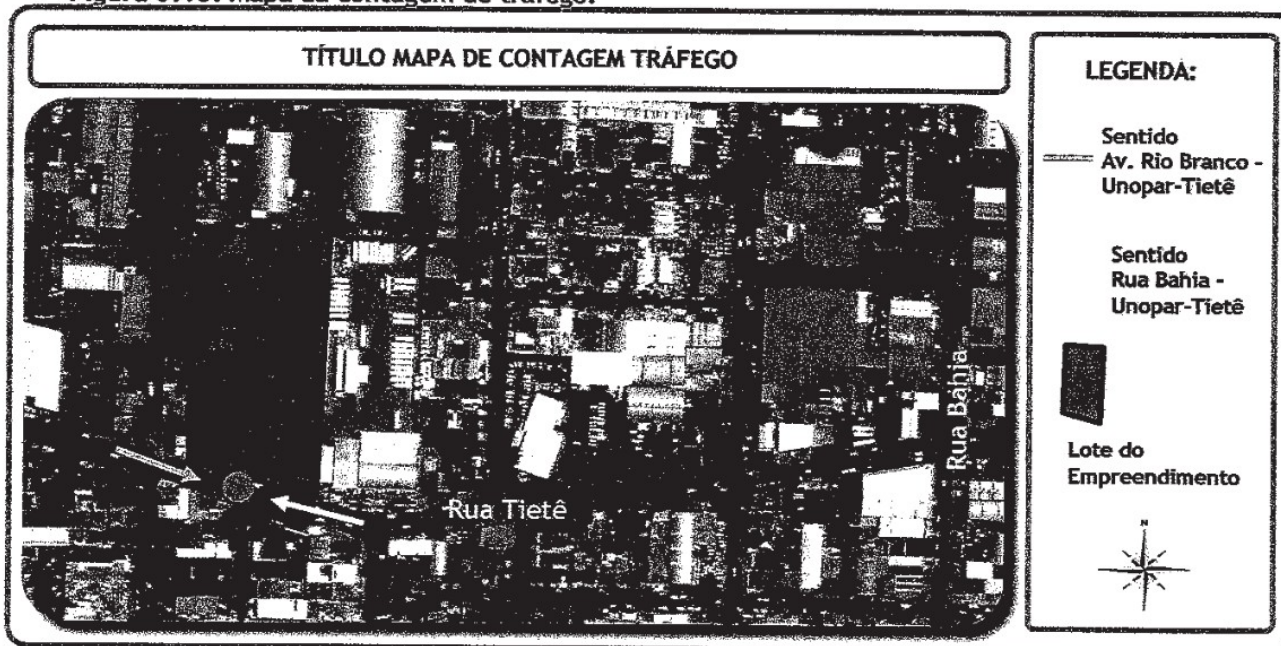 TÍTULO MAPA DE CONTAGEM TRÁFEGO
LEGENDA:
Sentido
Av. Rio Branco -
Unopar-Tietê
Sentido
Rua Bahia -
Unopar-Tietê
Lote do
Empreendimento
N
Rua Bahia
Rua Tietê